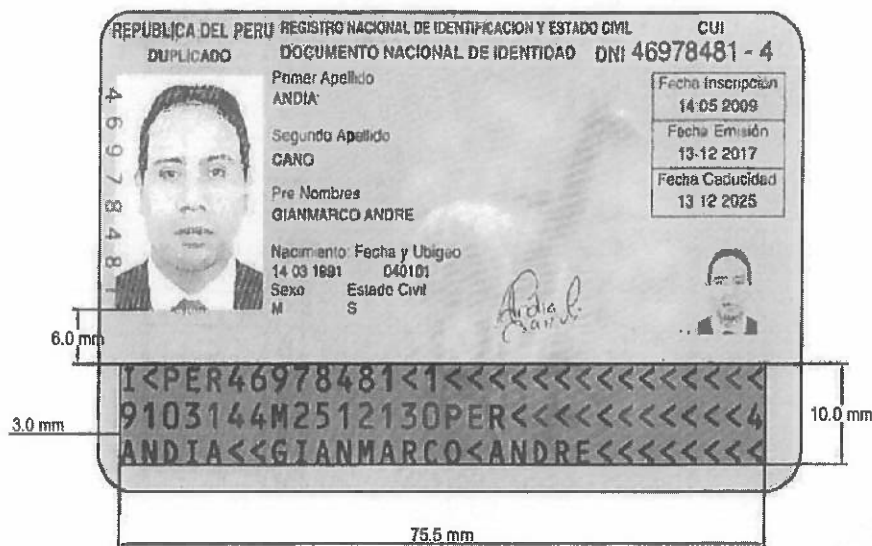 REPÚBLICA DEL PERU REGISTRO NACIONAL DE IDENTIFICACION Y ESTADO CIVIL CUI
DUPLICADO DOCUMENTO NACIONAL DE IDENTIDAD DNI 46978481 - 4
Primer Apellido
ANDIA
Segundo Apellido
CANO
Pre Nombres
GIANMARCO ANDRE
Nacimiento: Fecha y Ubigeo
14 03 1991 040101
Sexo Estado Civil
M S
Fecha Inscripción
14 05 2009
Fecha Emisión
13-12 2017
Fecha Caducidad
13 12 2025
46978481
6.0 mm
I<PER46978481<1<<<<<<<<<<<<<<<
9103144M2512130PER<<<<<<<<<<<4
ANDIA<<GIANMARCO<ANDRE<<<<<<<<
3.0 mm
10.0 mm
75.5 mm